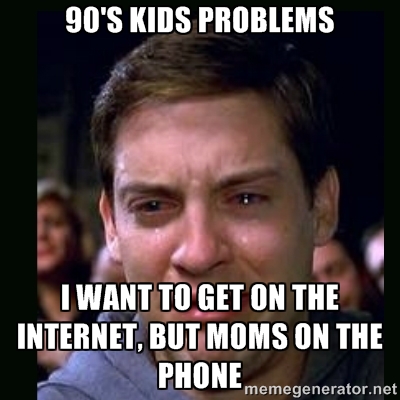 90'S KIDS PROBLEMS
I WANT TO GET ON THE
INTERNET, BUT MOMS ON THE
PHONE
memegenerator.net